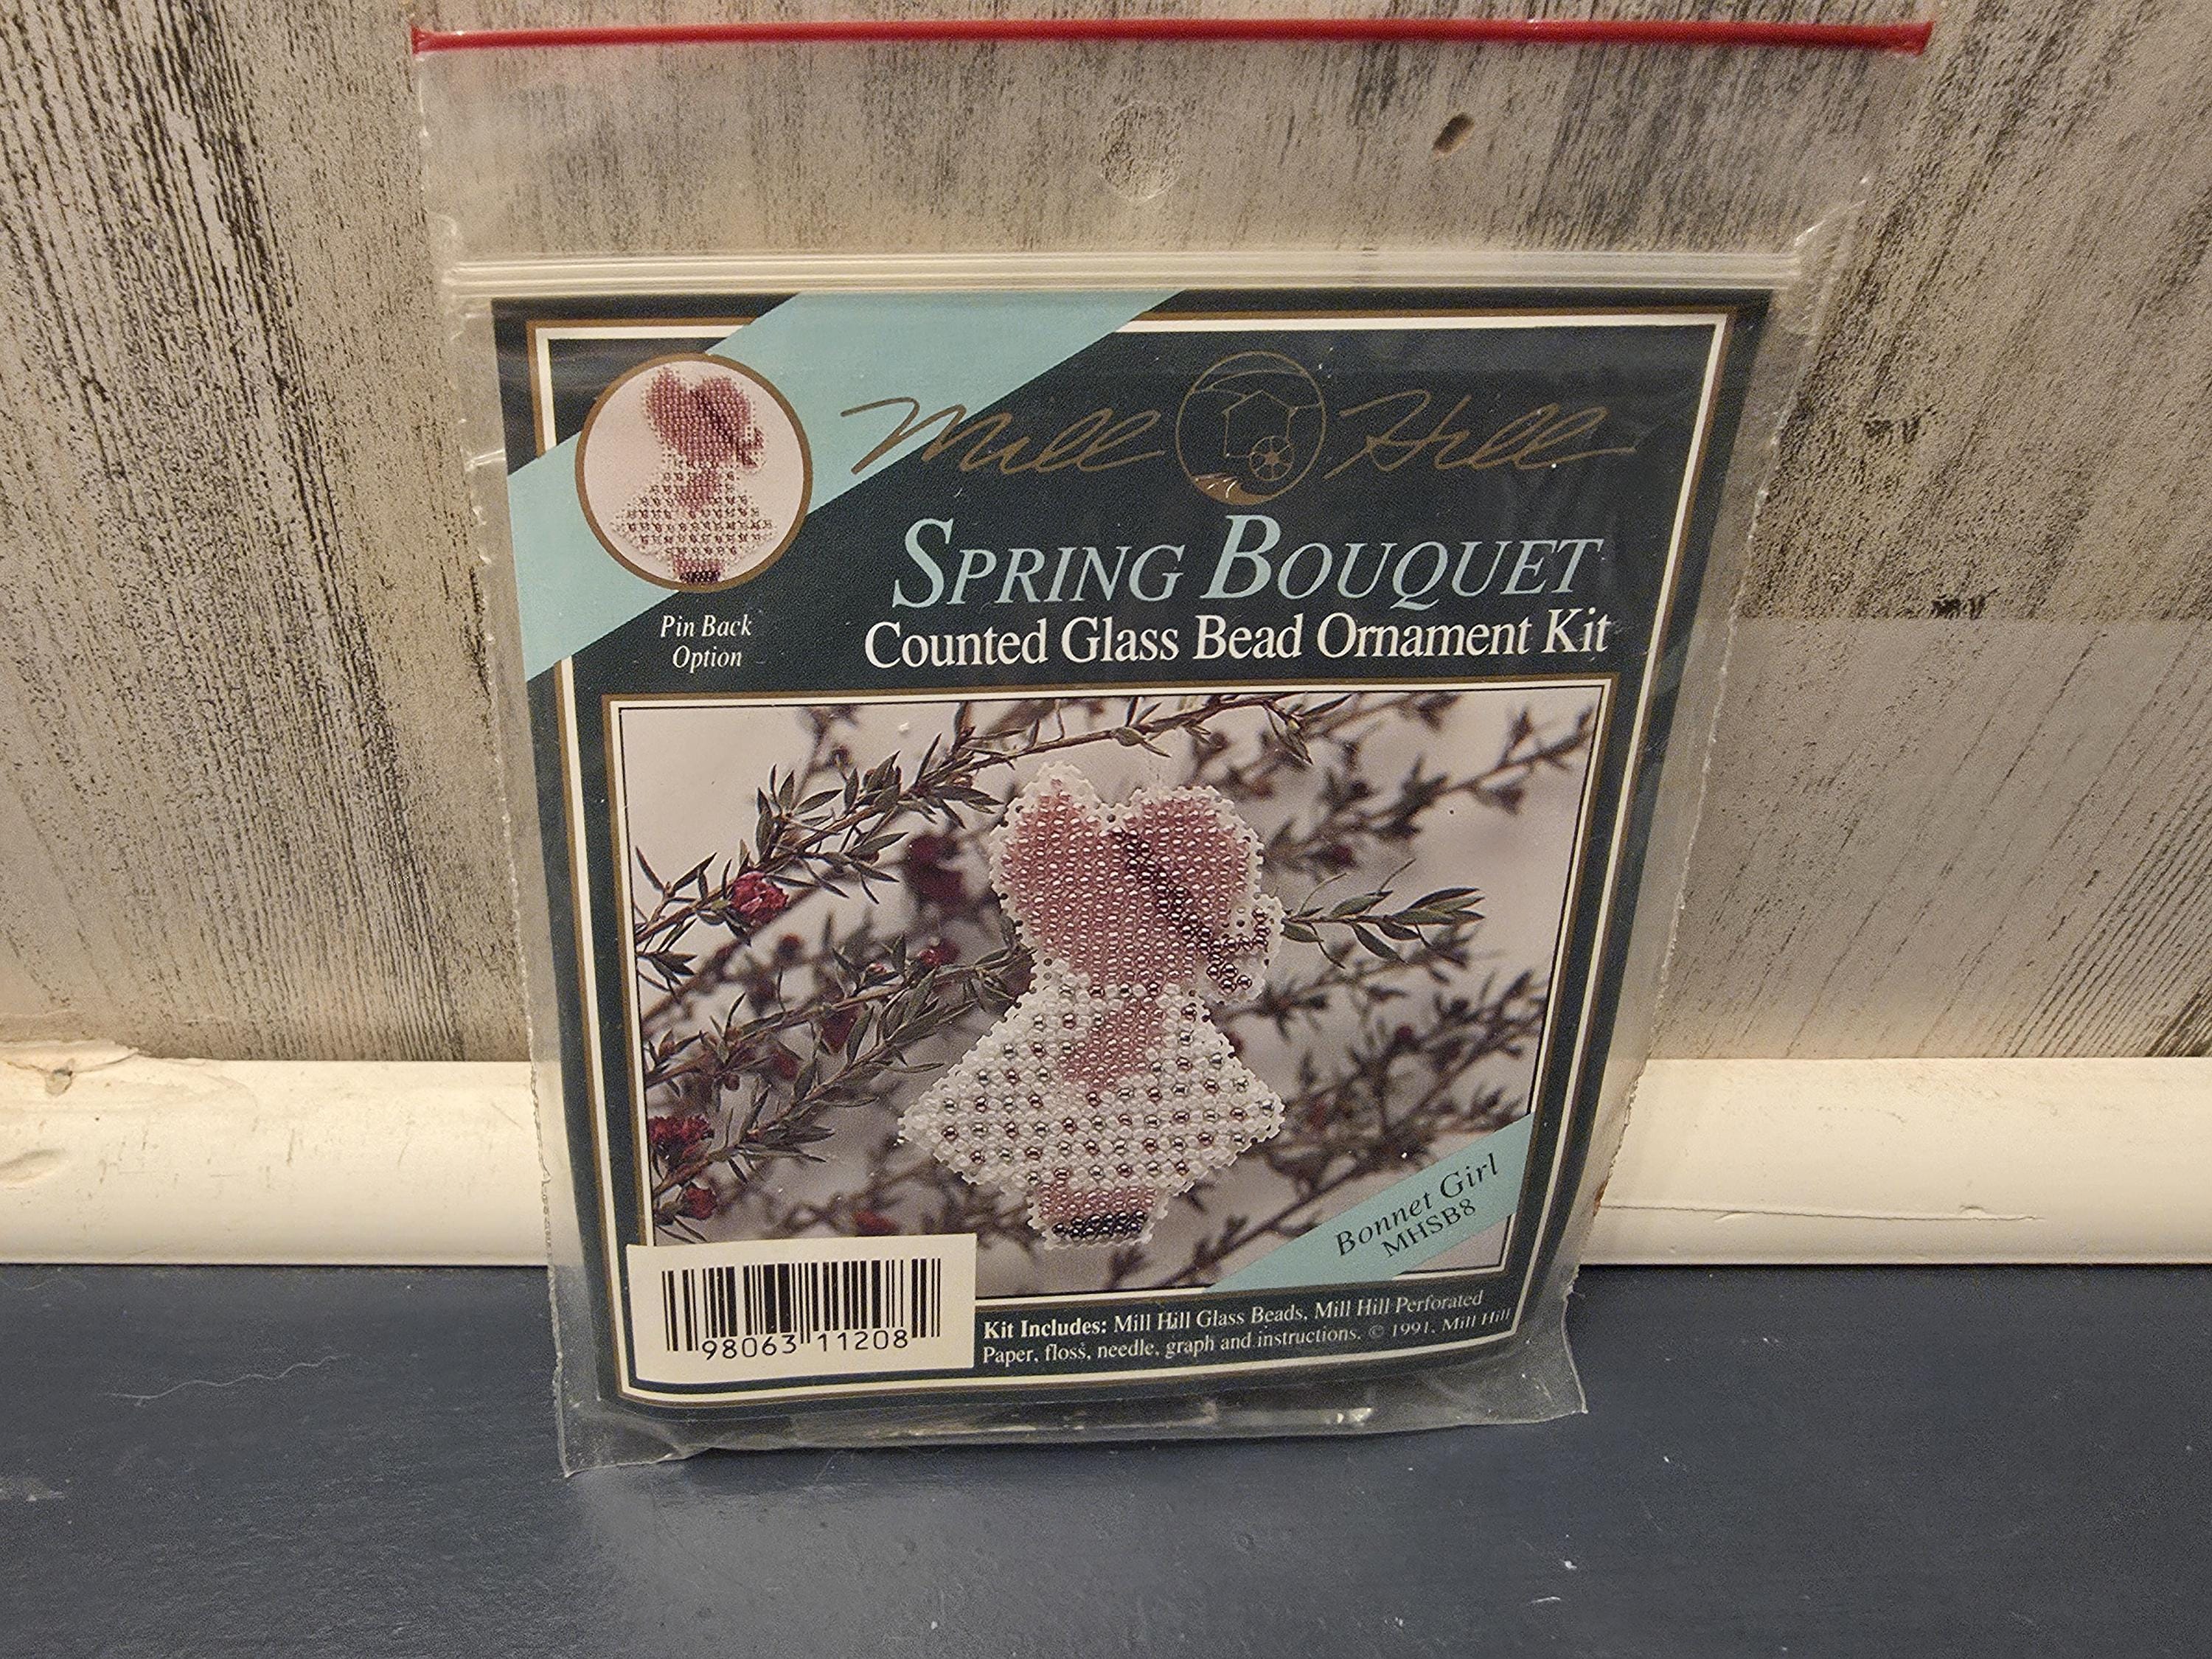 Mill Hill
SPRING BOUQUET
Counted Glass Bead Ornament Kit
Pin Back
Option
Bonnet Girl
MHSB8
98063 11208
Kit Includes: Mill Hill Glass Beads, Mill Hill Perforated
Paper, floss, needle, graph and instructions. © 1991, Mill Hill